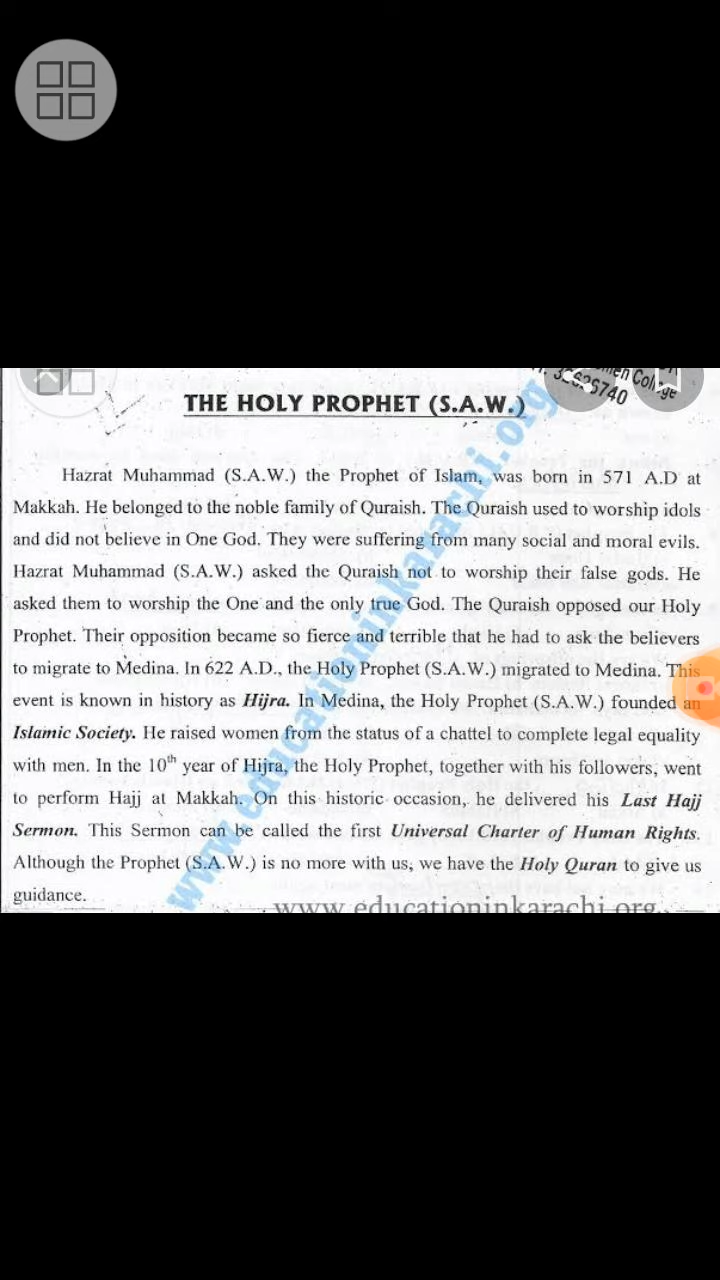 men College
32626740
THE HOLY PROPHET (S.A.W.)
Hazrat Muhammad (S.A.W.) the Prophet of Islam, was born in 571 A.D at
Makkah. He belonged to the noble family of Quraish. The Quraish used to worship idols
and did not believe in One God. They were suffering from many social and moral evils.
Hazrat Muhammad (S.A.W.) asked the Quraish not to worship their false gods. He
asked them to worship the One and the only true God. The Quraish opposed our Holy
Prophet. Their opposition became so fierce and terrible that he had to ask the believers
to migrate to Medina. In 622 A.D., the Holy Prophet (S.A.W.) migrated to Medina. This
event is known in history as Hijra. In Medina, the Holy Prophet (S.A.W.) founded an
Islamic Society. He raised women from the status of a chattel to complete legal equality
with men. In the 10th year of Hijra, the Holy Prophet, together with his followers, went
to perform Hajj at Makkah. On this historic occasion, he delivered his Last Hajj
Sermon. This Sermon can be called the first Universal Charter of Human Rights.
Although the Prophet (S.A.W.) is no more with us, we have the Holy Quran to give us
guidance.
www.educationinkarachi.org
www.educationinkarachi.org